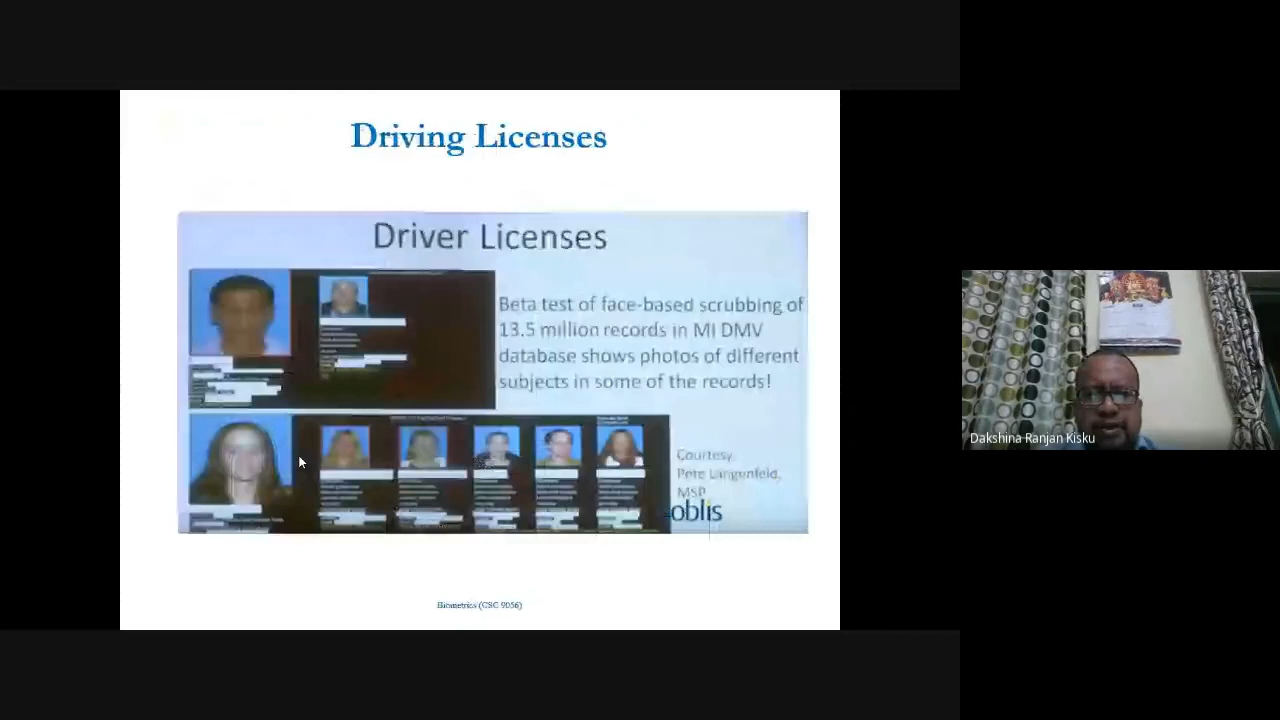 Driving Licenses
Driver Licenses
Beta test of face-based scrubbing of
13.5 million records in MI DMV
database shows photos of different
subjects in some of the records!
Courtesy
Pete Langenfeld,
MSP
oblis
Biometrics (CSC 9056)
Dakshina Ranjan Kisku